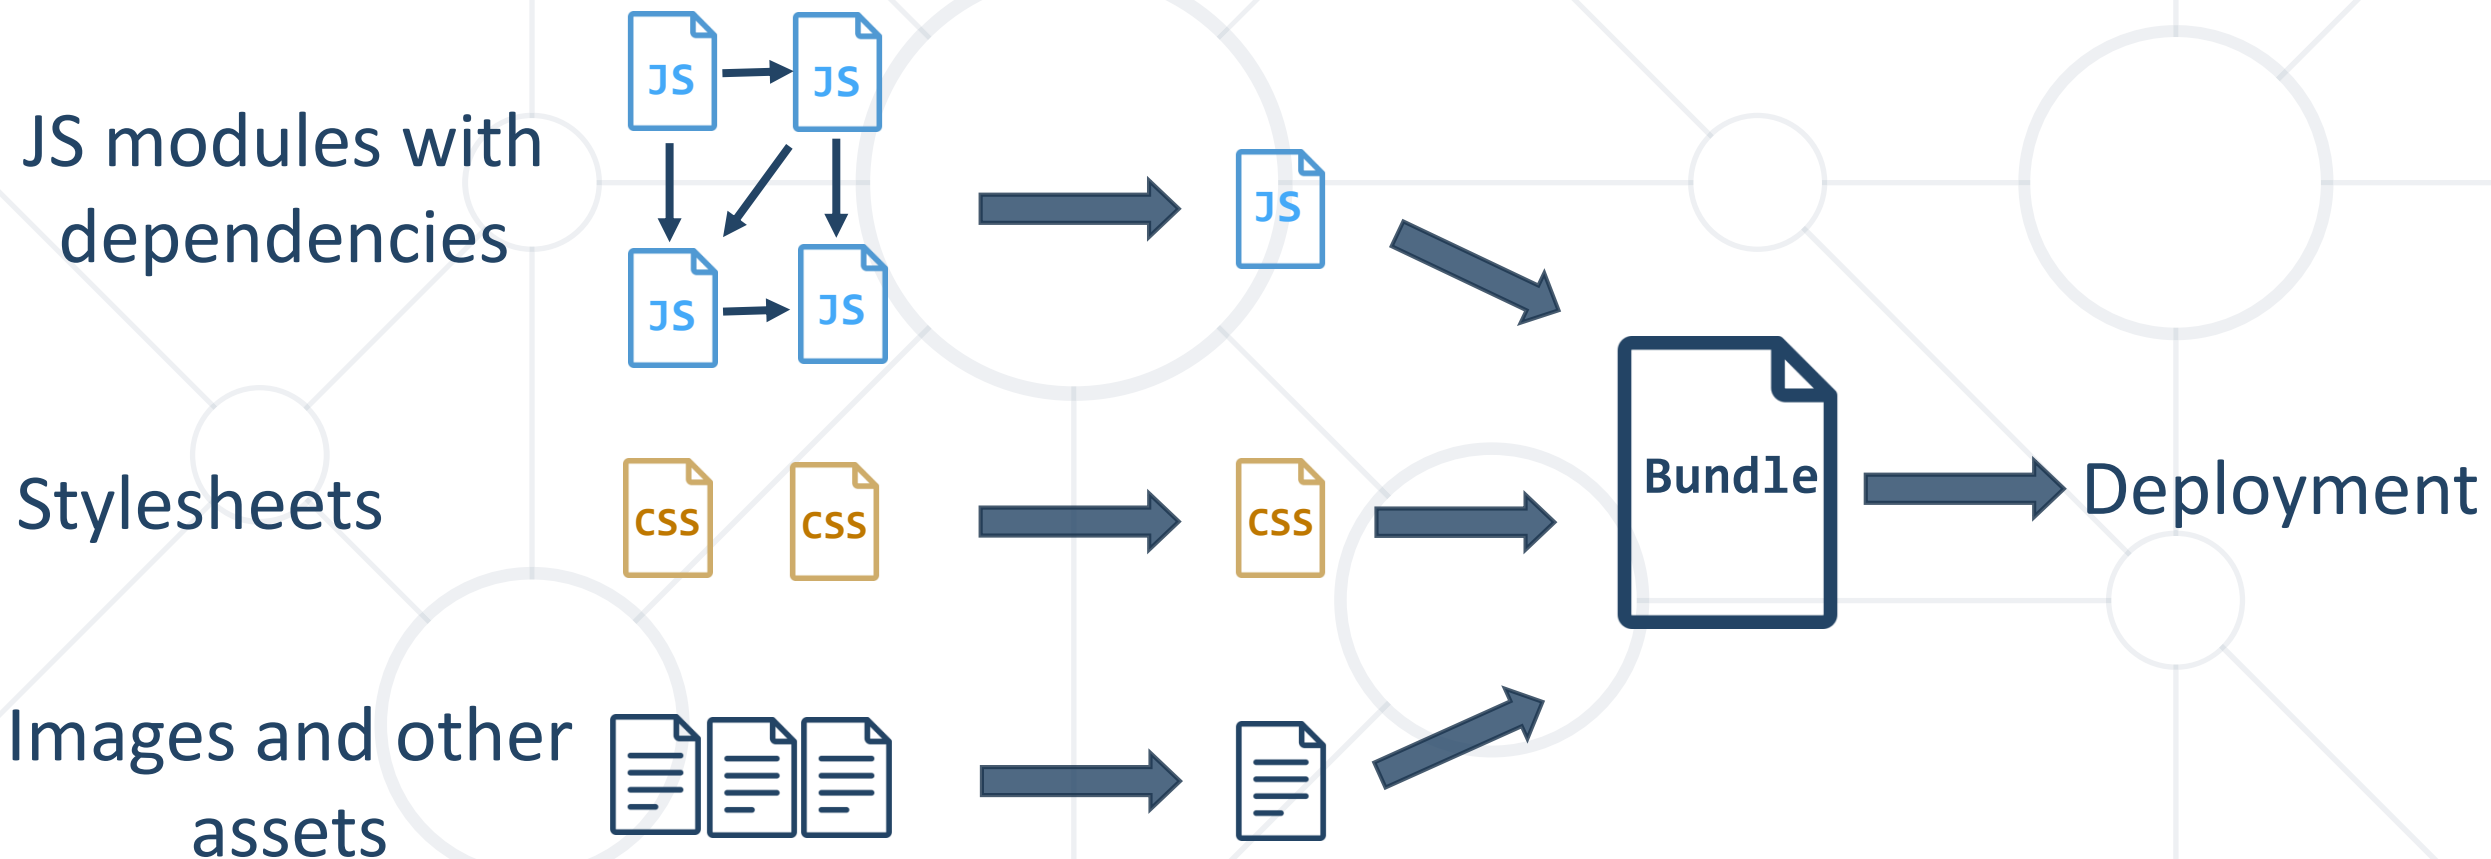 JS JS
JS modules with
dependencies
JS
JS JS
Stylesheets
CSS CSS
CSS
Bundle
Deployment
Images and other
assets